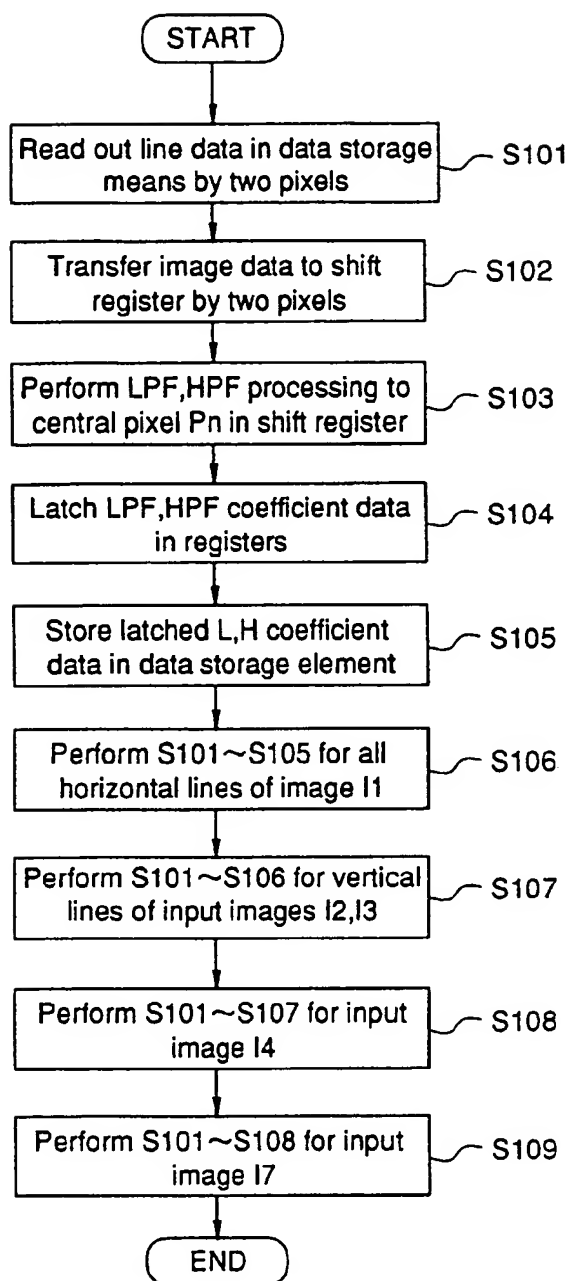 START
Read out line data in data storage
means by two pixels
S101
Transfer image data to shift
register by two pixels
S102
Perform LPF,HPF processing to
central pixel Pn in shift register
S103
Latch LPF,HPF coefficient data
in registers
S104
Store latched L,H coefficient
data in data storage element
S105
Perform S101~S105 for all
horizontal lines of image I1
S106
Perform S101~S106 for vertical
lines of input images I2,I3
S107
Perform S101~S107 for input
image I4
S108
Perform S101~S108 for input
image I7
S109
END